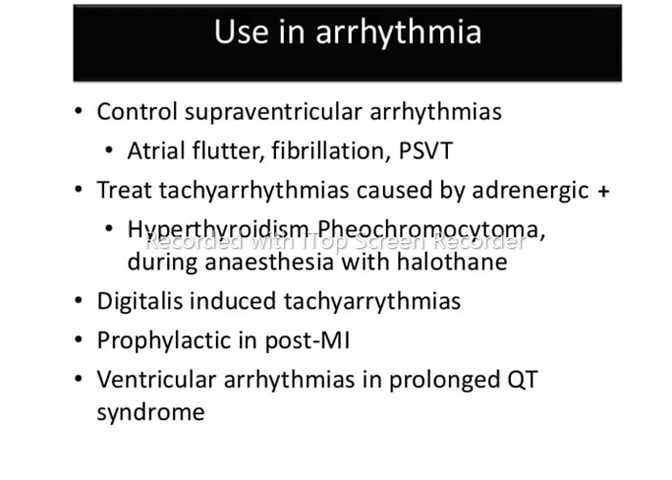 Use in arrhythmia
• Control supraventricular arrhythmias
• Atrial flutter, fibrillation, PSVT
• Treat tachyarrhythmias caused by adrenergic +
• Hyperthyroidism Pheochromocytoma,
Recorded with iTop Screen Recorder
during anaesthesia with halothane
• Digitalis induced tachyarrythmias
• Prophylactic in post-MI
• Ventricular arrhythmias in prolonged QT
syndrome